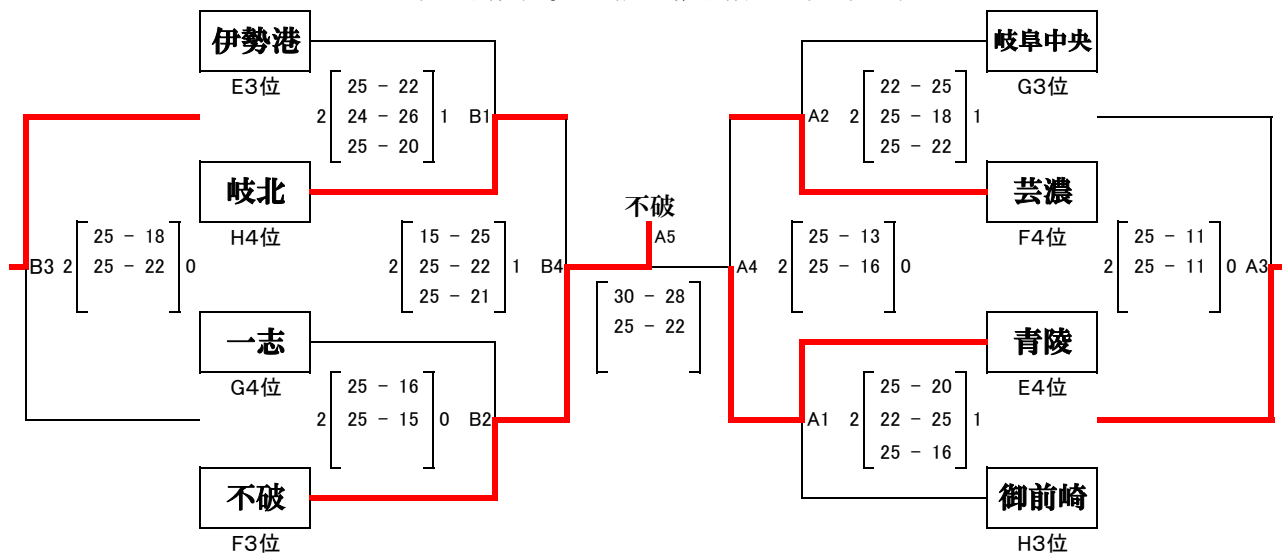 伊勢港
E3位
2 25 - 22 1 B1
24 - 26
25 - 20
岐北
H4位
B3 2 25 - 18 0
25 - 22
2 15 - 25 1 B4
25 - 22
25 - 21
一志
G4位
2 25 - 16 0 B2
25 - 15
不破
F3位
不破
A5
30 - 28
25 - 22
岐阜中央
G3位
A2 2 22 - 25 1
25 - 18
25 - 22
芸濃
F4位
A4 2 25 - 13 0
25 - 16
2 25 - 11 0 A3
25 - 11
青陵
E4位
A1 2 25 - 20 1
22 - 25
25 - 16
御前崎
H3位